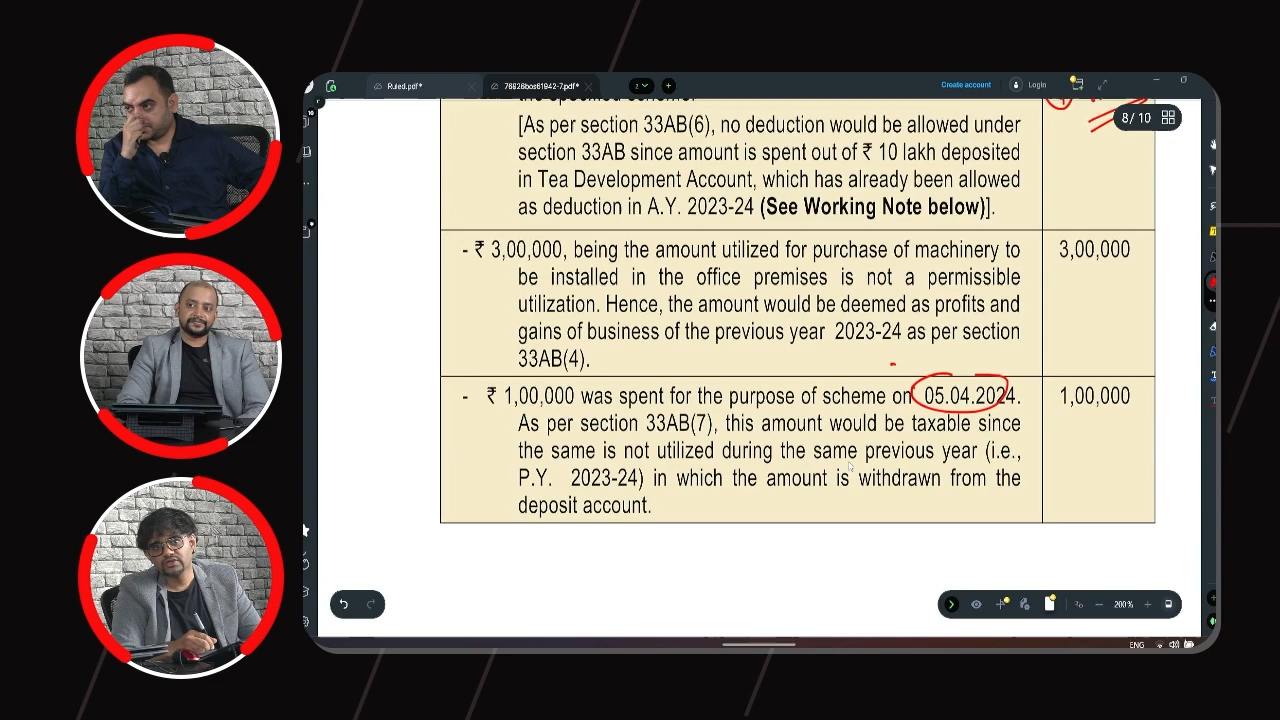 Ruled.pdf*
76926bos61942-7.pdf*
2
Create account
Login
8/10
the specified scheme.
[As per section 33AB(6), no deduction would be allowed under
section 33AB since amount is spent out of ₹ 10 lakh deposited
in Tea Development Account, which has already been allowed
as deduction in A.Y. 2023-24 (See Working Note below)].
- ₹ 3,00,000, being the amount utilized for purchase of machinery to
3,00,000
be installed in the office premises is not a permissible
utilization. Hence, the amount would be deemed as profits and
gains of business of the previous year 2023-24 as per section
33AB(4).
- ₹ 1,00,000 was spent for the purpose of scheme on 05.04.2024.
1,00,000
As per section 33AB(7), this amount would be taxable since
the same is not utilized during the same previous year (i.e.,
P.Y. 2023-24) in which the amount is withdrawn from the
deposit account.
200%
ENG